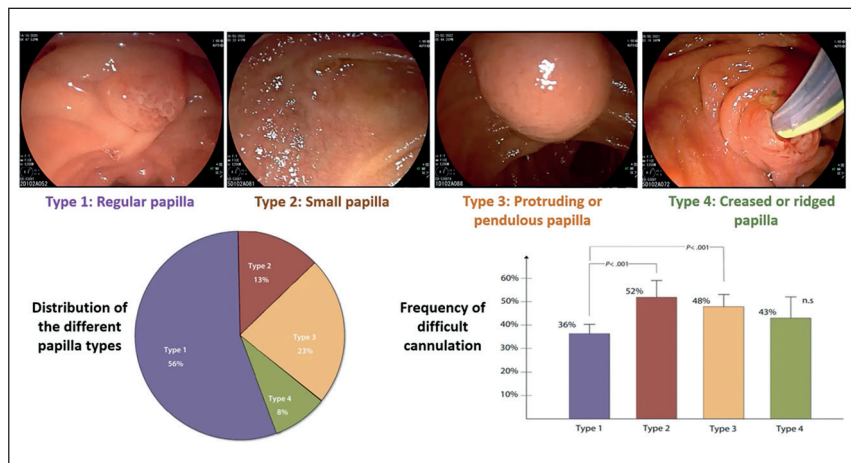 Type 1: Regular papilla
Type 2: Small papilla
Type 3: Protruding or
pendulous papilla
Type 4: Creased or ridged
papilla
Distribution of
the different
papilla types
Type 1
56%
Type 2
13%
Type 3
23%
Type 4
8%
Frequency of
difficult
cannulation
60%
50%
40%
30%
20%
10%
P< .001
P< .001
36%
52%
48%
43%
n.s
Type 1
Type 2
Type 3
Type 4